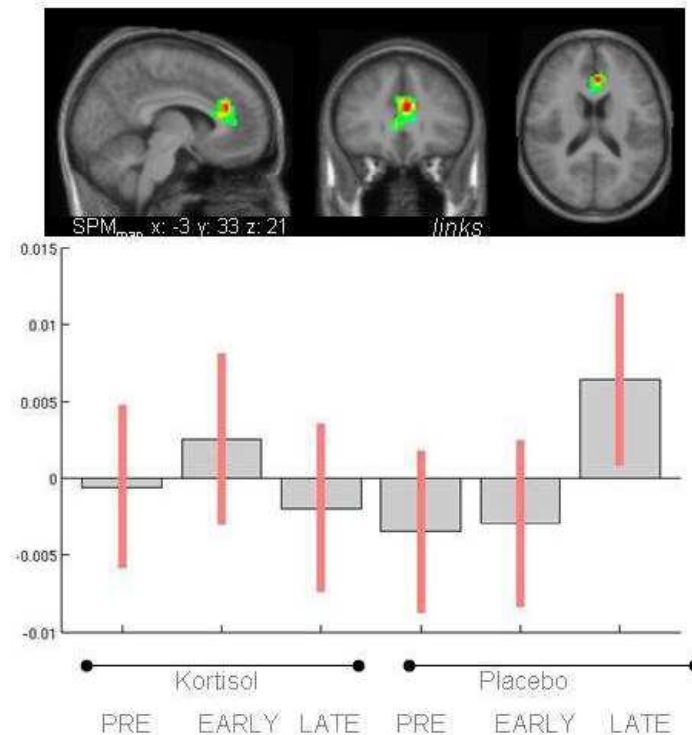 SPMmap x: -3 y: 33 z: 21 links
0.015
0.01
0.005
0
-0.005
-0.01
Kortisol Placebo
PRE EARLY LATE PRE EARLY LATE